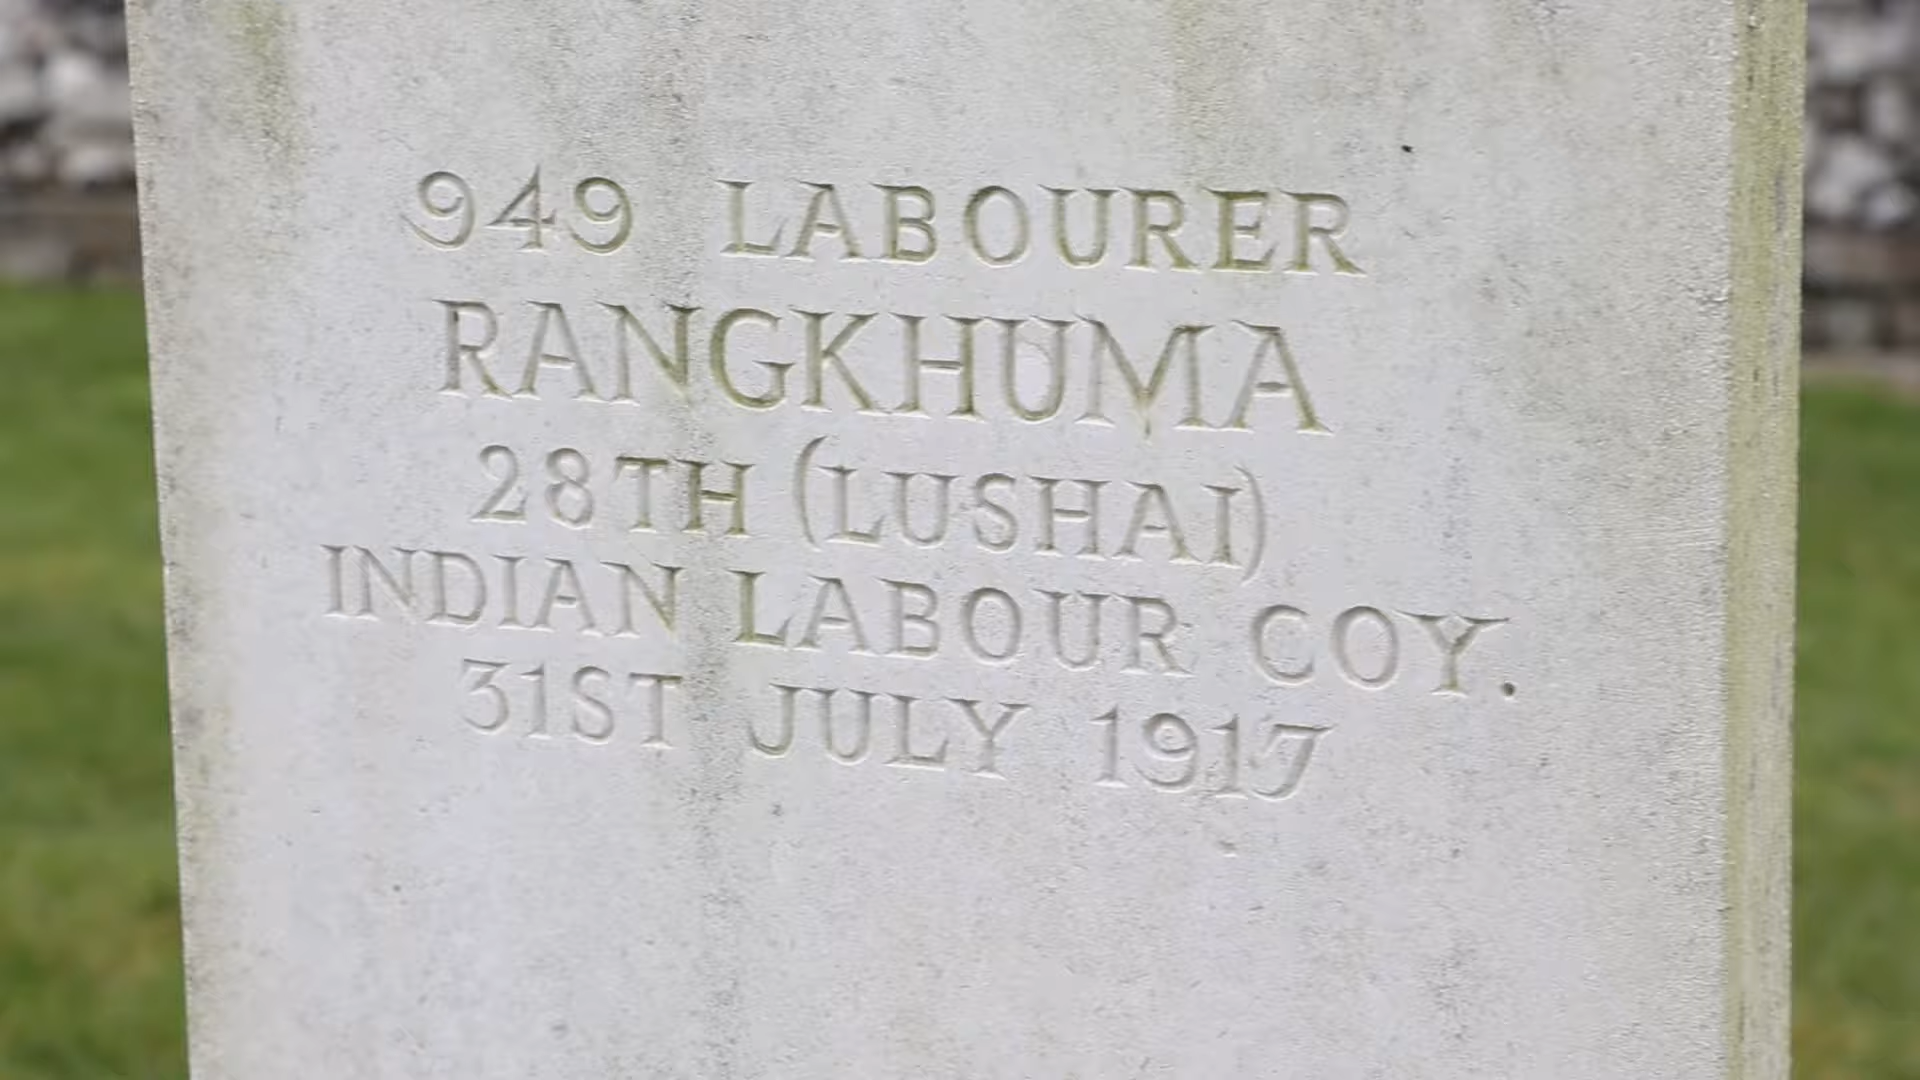 949 LABOURER
RANGKHUMA
28TH (LUSHAI)
INDIAN LABOUR COY.
31ST JULY 1917